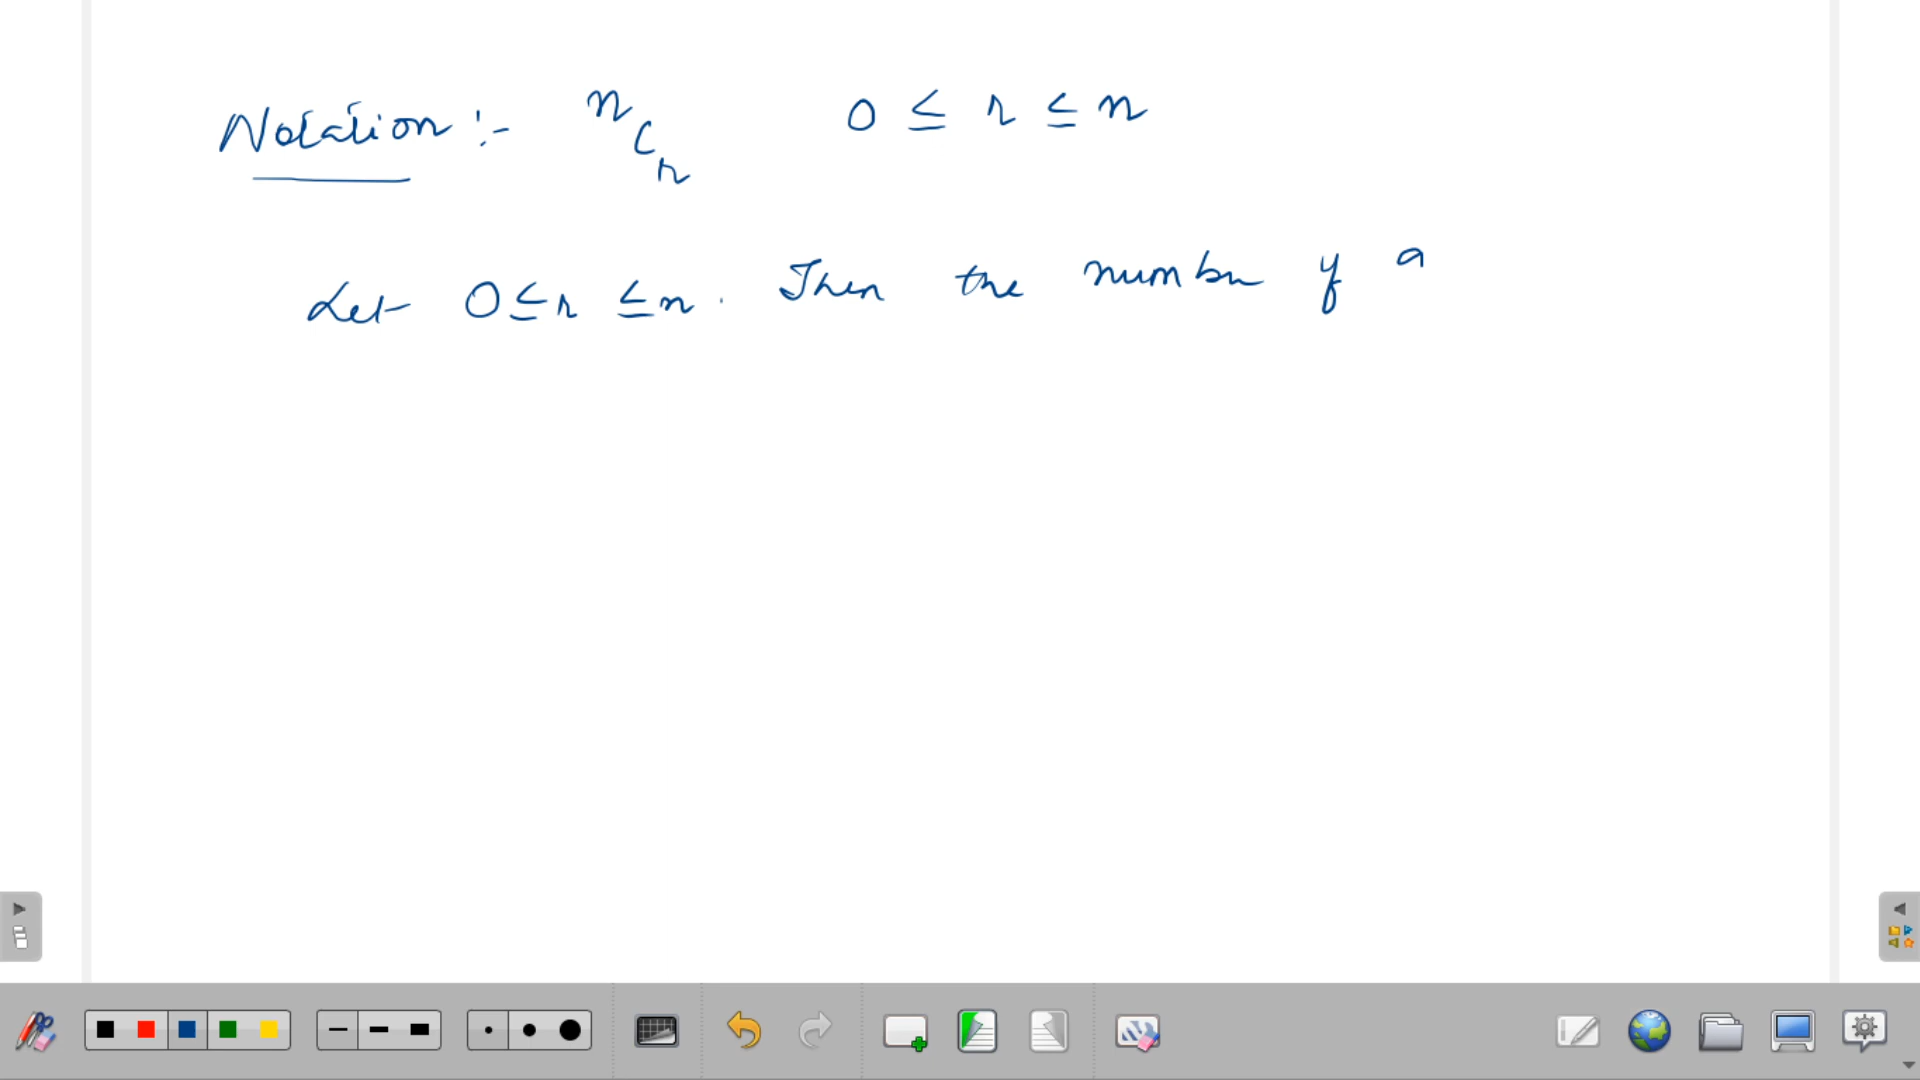 Notation :- ⁿCᵣ 0 ≤ r ≤ n
Let 0 ≤ r ≤ n. Then the number of a